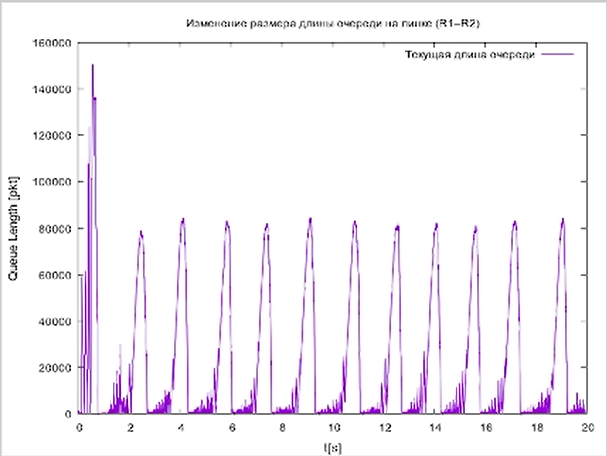 Изменение размера длины очереди на линке (R1–R2)
Текущая длина очереди
Queue Length [pkt]
160000
140000
120000
100000
80000
60000
40000
20000
0
0 2 4 6 8 10 12 14 16 18 20
t[s]